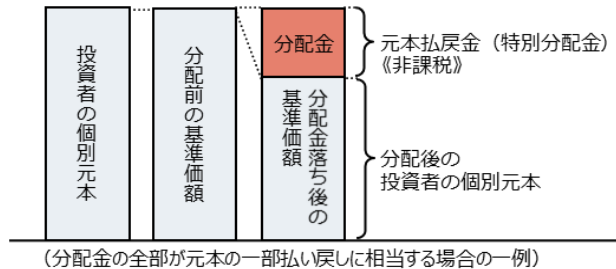 投資者の個別元本
分配前の基準価額
分配金
分配金落ち後の
基準価額
元本払戻金（特別分配金）
《非課税》
分配後の
投資者の個別元本
（分配金の全部が元本の一部払い戻しに相当する場合の一例）